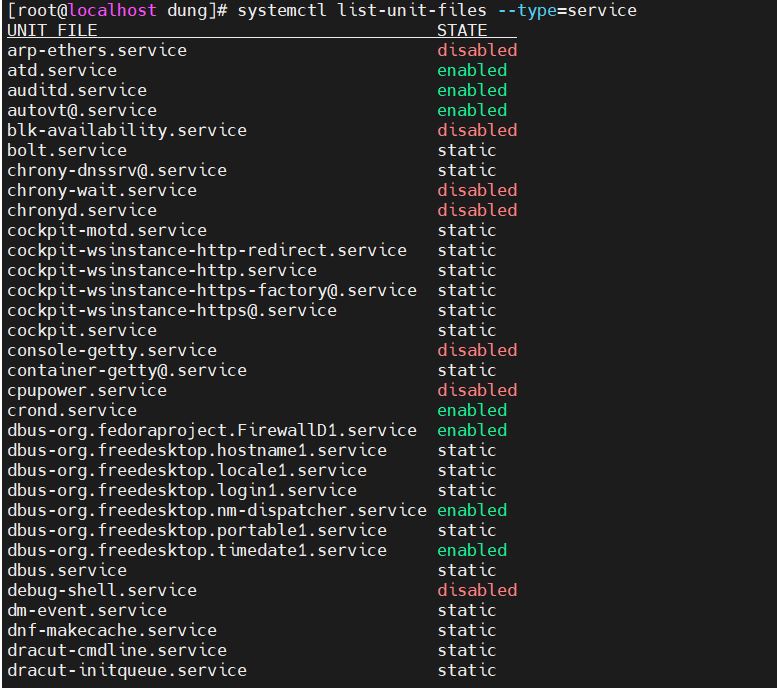 [root@localhost dung]# systemctl list-unit-files --type=service
UNIT FILE STATE
arp-ethers.service disabled
atd.service enabled
auditd.service enabled
autovt@.service enabled
blk-availability.service disabled
bolt.service static
chrony-dnssrv@.service static
chrony-wait.service disabled
chronyd.service disabled
cockpit-motd.service static
cockpit-wsinstance-http-redirect.service static
cockpit-wsinstance-http.service static
cockpit-wsinstance-https-factory@.service static
cockpit-wsinstance-https@.service static
cockpit.service static
console-getty.service disabled
container-getty@.service static
cpupower.service disabled
crond.service enabled
dbus-org.fedoraproject.FirewallD1.service enabled
dbus-org.freedesktop.hostname1.service static
dbus-org.freedesktop.locale1.service static
dbus-org.freedesktop.login1.service static
dbus-org.freedesktop.nm-dispatcher.service enabled
dbus-org.freedesktop.portable1.service static
dbus-org.freedesktop.timedate1.service enabled
dbus.service static
debug-shell.service disabled
dm-event.service static
dnf-makecache.service static
dracut-cmdline.service static
dracut-initqueue.service static